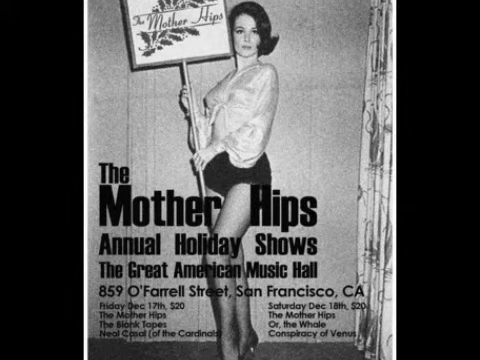 The Mother Hips
The
Mother Hips
Annual Holiday Shows
The Great American Music Hall
859 O'Farrell Street, San Francisco, CA
Friday Dec 17th, $20
The Mother Hips
The Blank Tapes
Neal Casal (of the Cardinals)
Saturday Dec 18th, $20
The Mother Hips
Or, the Whale
Conspiracy of Venus